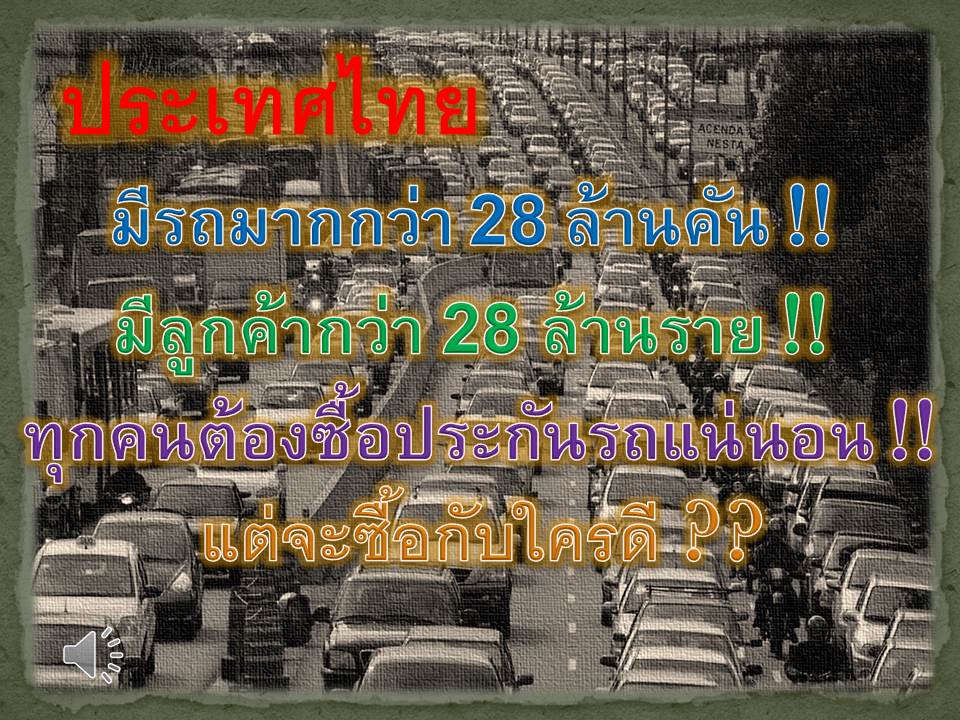 ประเทศไทย
มีรถมากกว่า 28 ล้านคัน !!
มีลูกค้ากว่า 28 ล้านราย !!
ทุกคนต้องซื้อประกันรถแน่นอน !!
แต่จะซื้อกับใครดี ??
ACENDA
NESTA